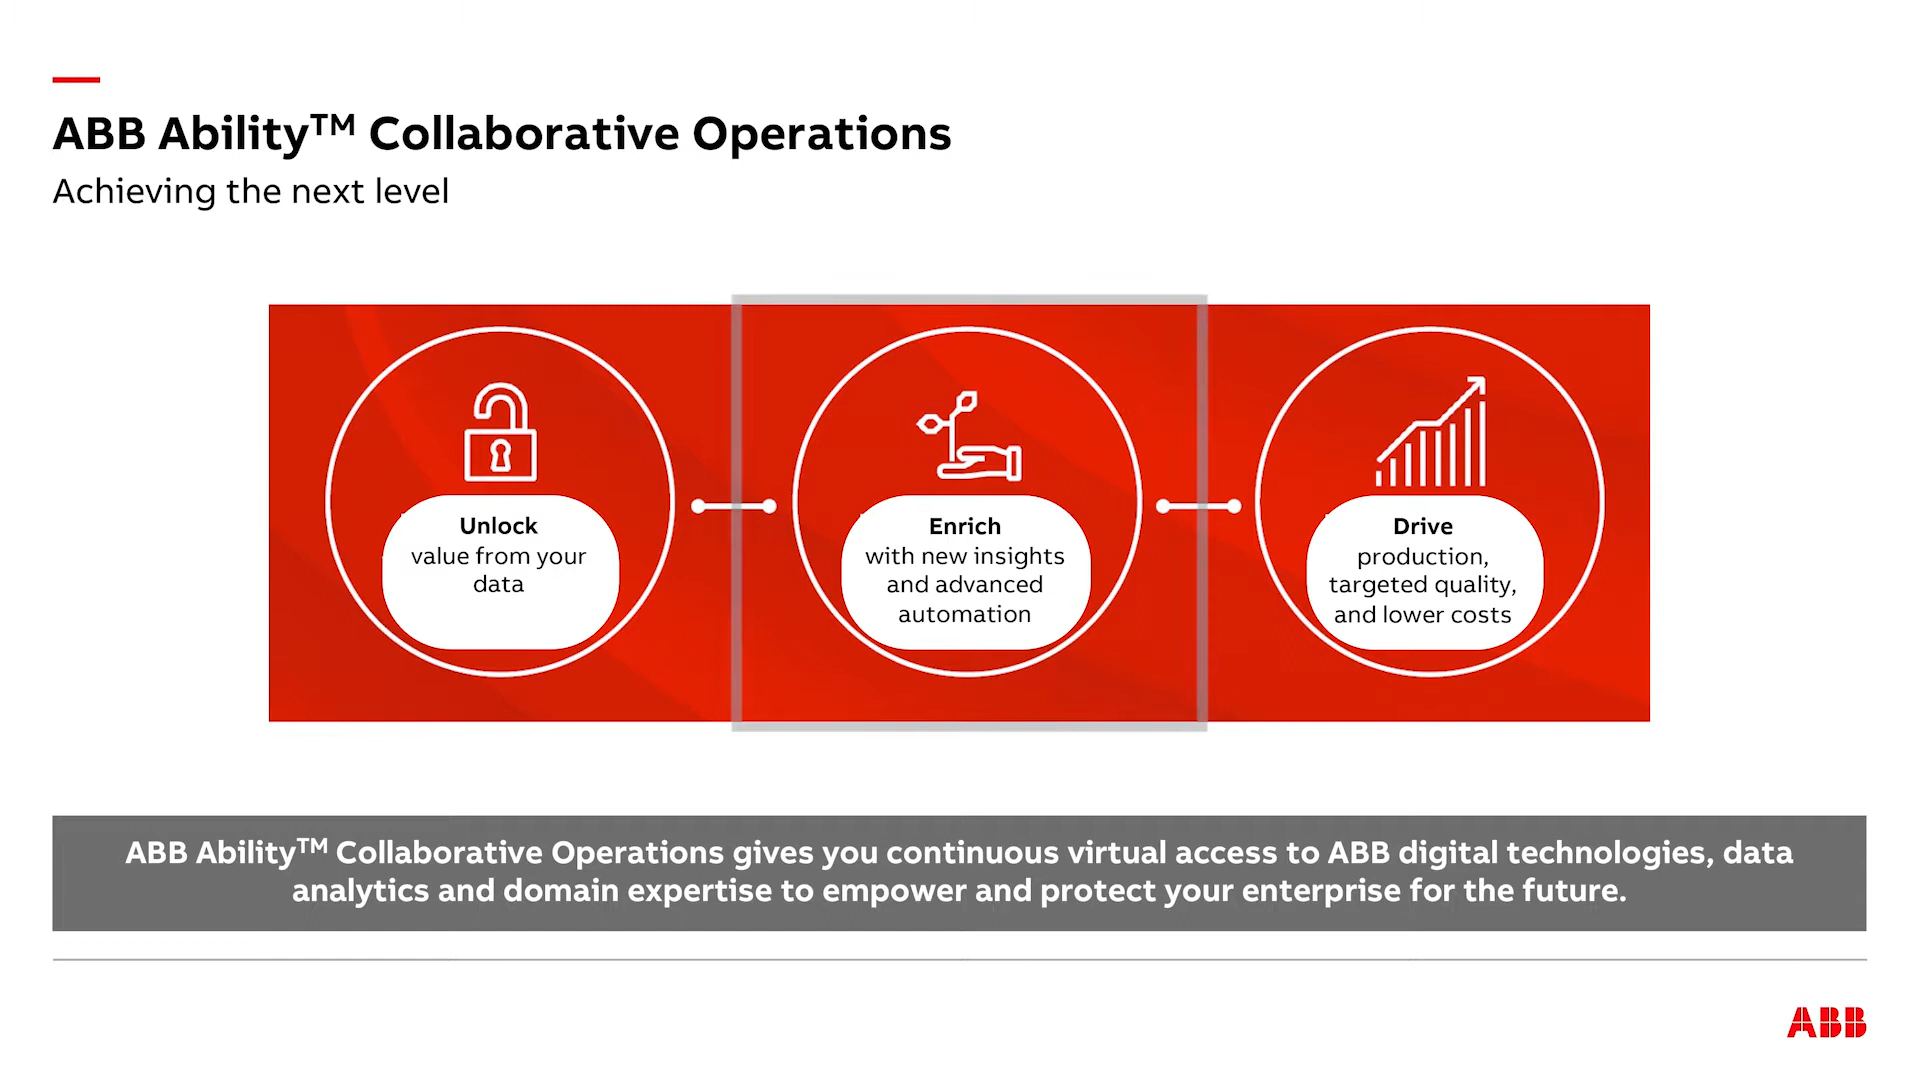 ABB Ability™ Collaborative Operations
Achieving the next level
Unlock
value from your
data
Enrich
with new insights
and advanced
automation
Drive
production,
targeted quality,
and lower costs
ABB Ability™ Collaborative Operations gives you continuous virtual access to ABB digital technologies, data
analytics and domain expertise to empower and protect your enterprise for the future.
ABB